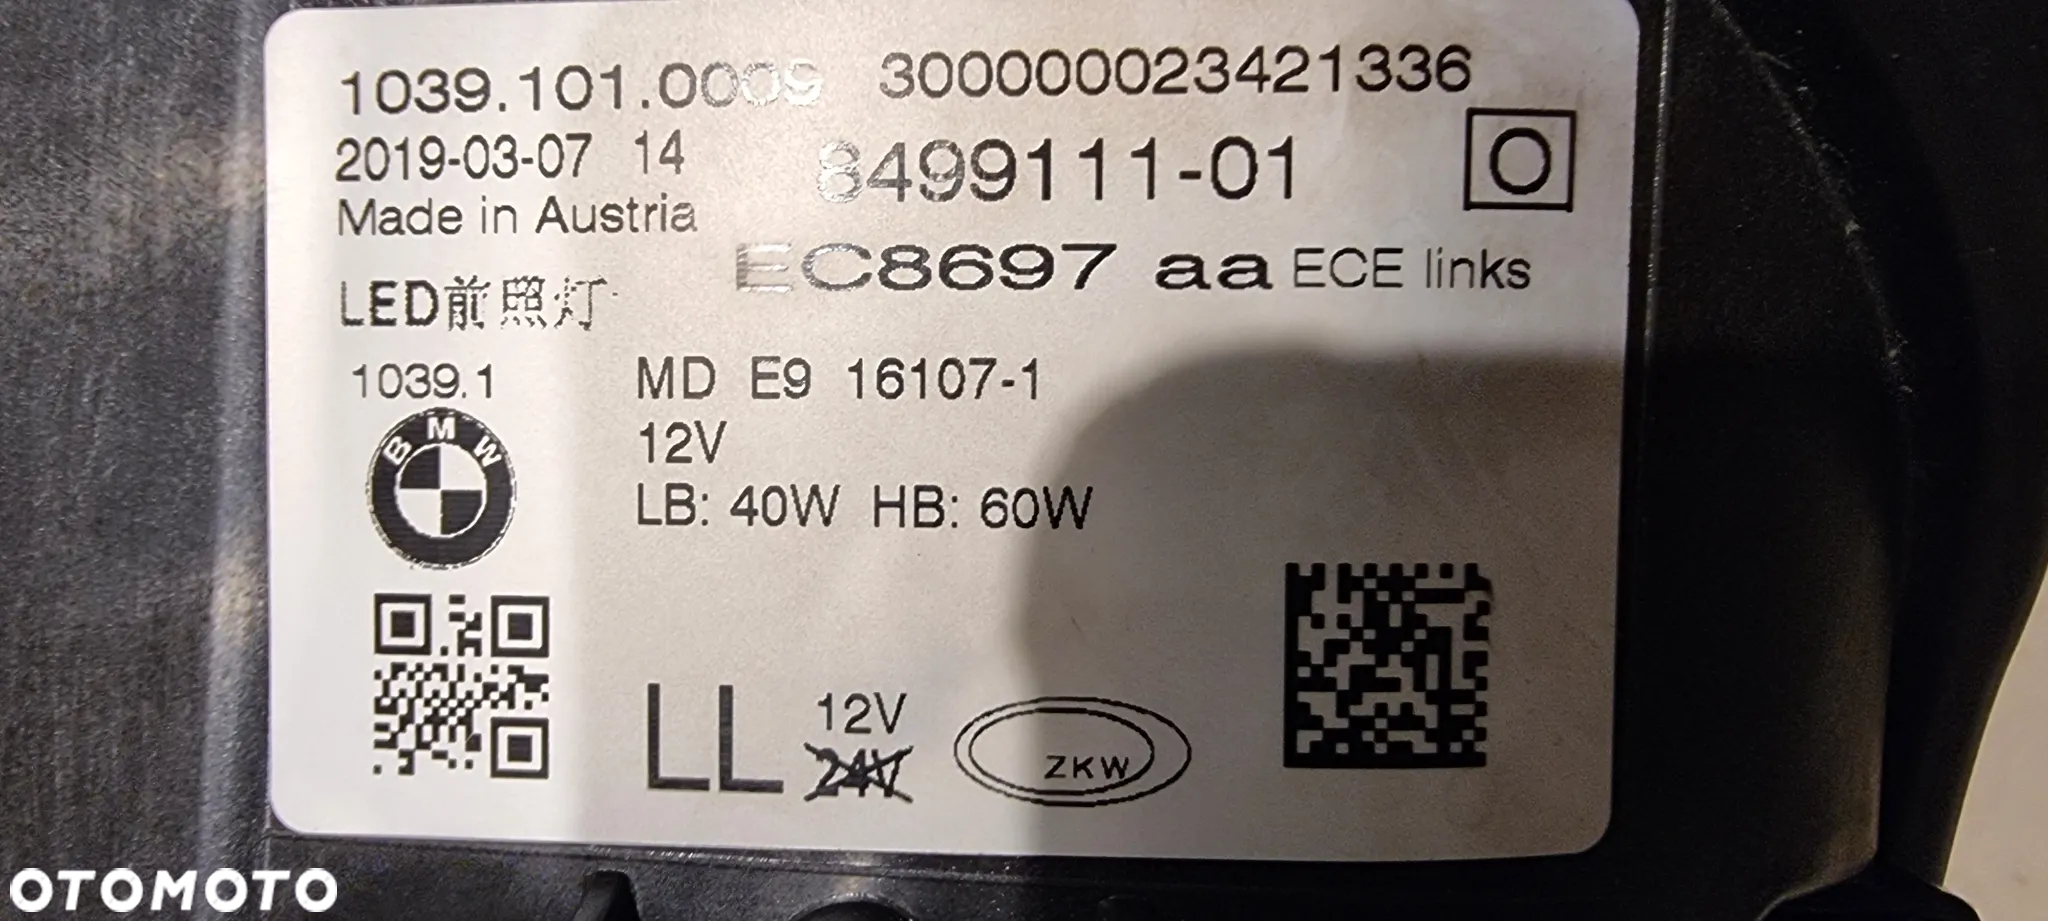 1039.101.0009 3000000023421336
2019-03-07 14 8499111-01 O
Made in Austria
EC8697 aa ECE links
LED前照灯
1039.1 MD E9 16107-1
BMW
12V
LB: 40W HB: 60W
LL 12V
24V
ZKW
OTOMOTO